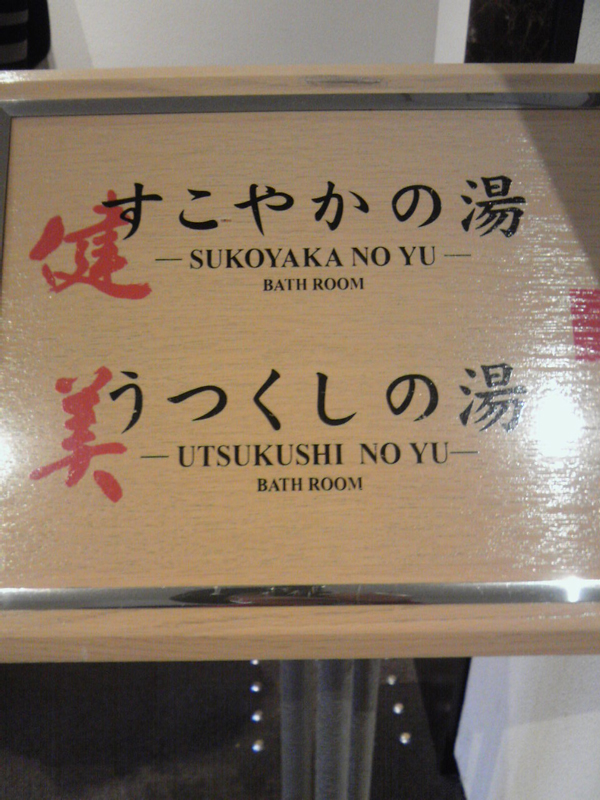 健 すこやかの湯
— SUKOYAKA NO YU —
BATH ROOM
美 うつくしの湯
— UTSUKUSHI NO YU —
BATH ROOM